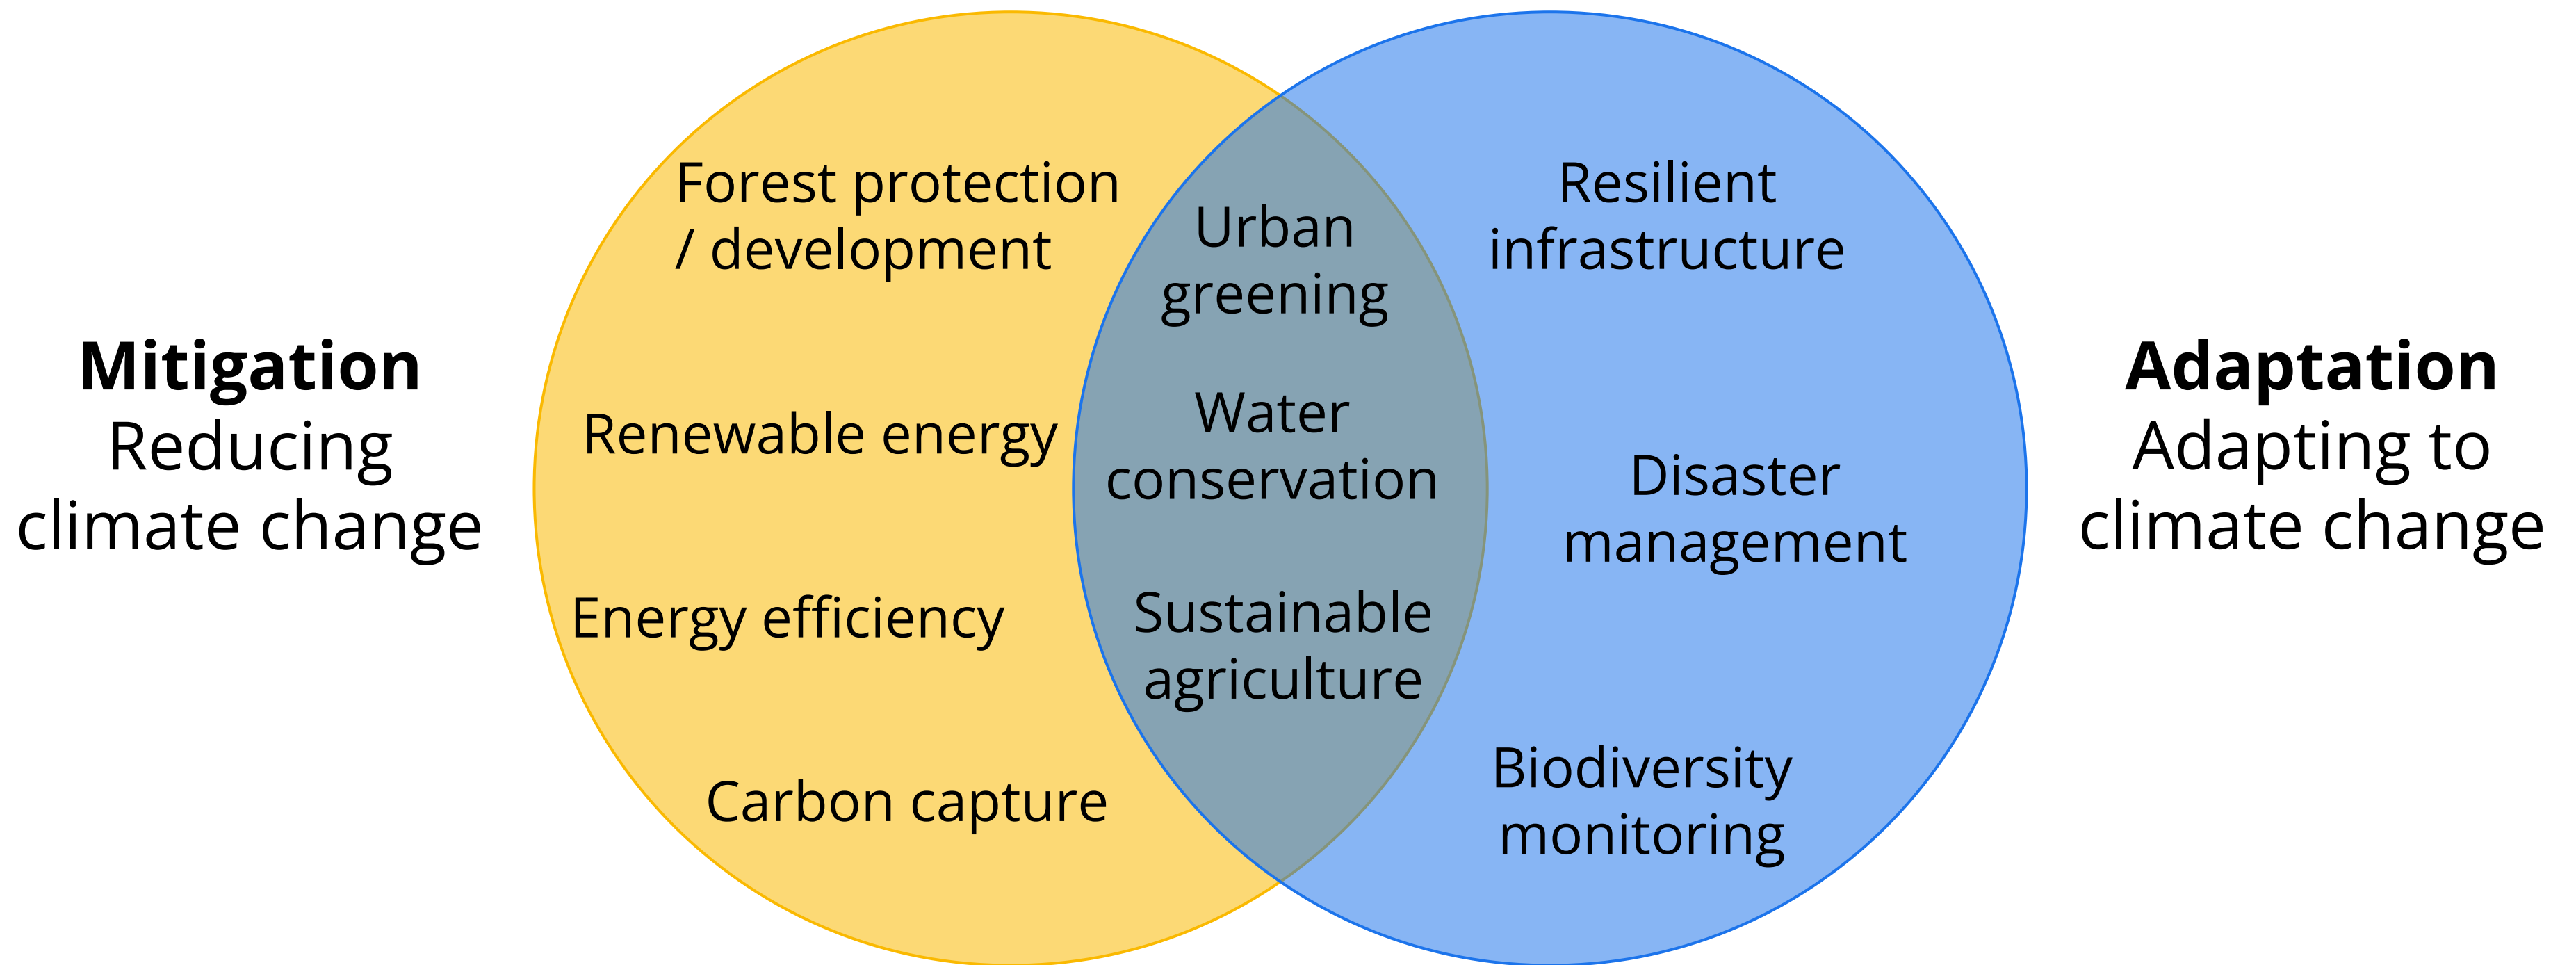 Mitigation
Reducing
climate change
Forest protection
/ development
Renewable energy
Energy efficiency
Carbon capture
Urban
greening
Water
conservation
Sustainable
agriculture
Resilient
infrastructure
Disaster
management
Biodiversity
monitoring
Adaptation
Adapting to
climate change